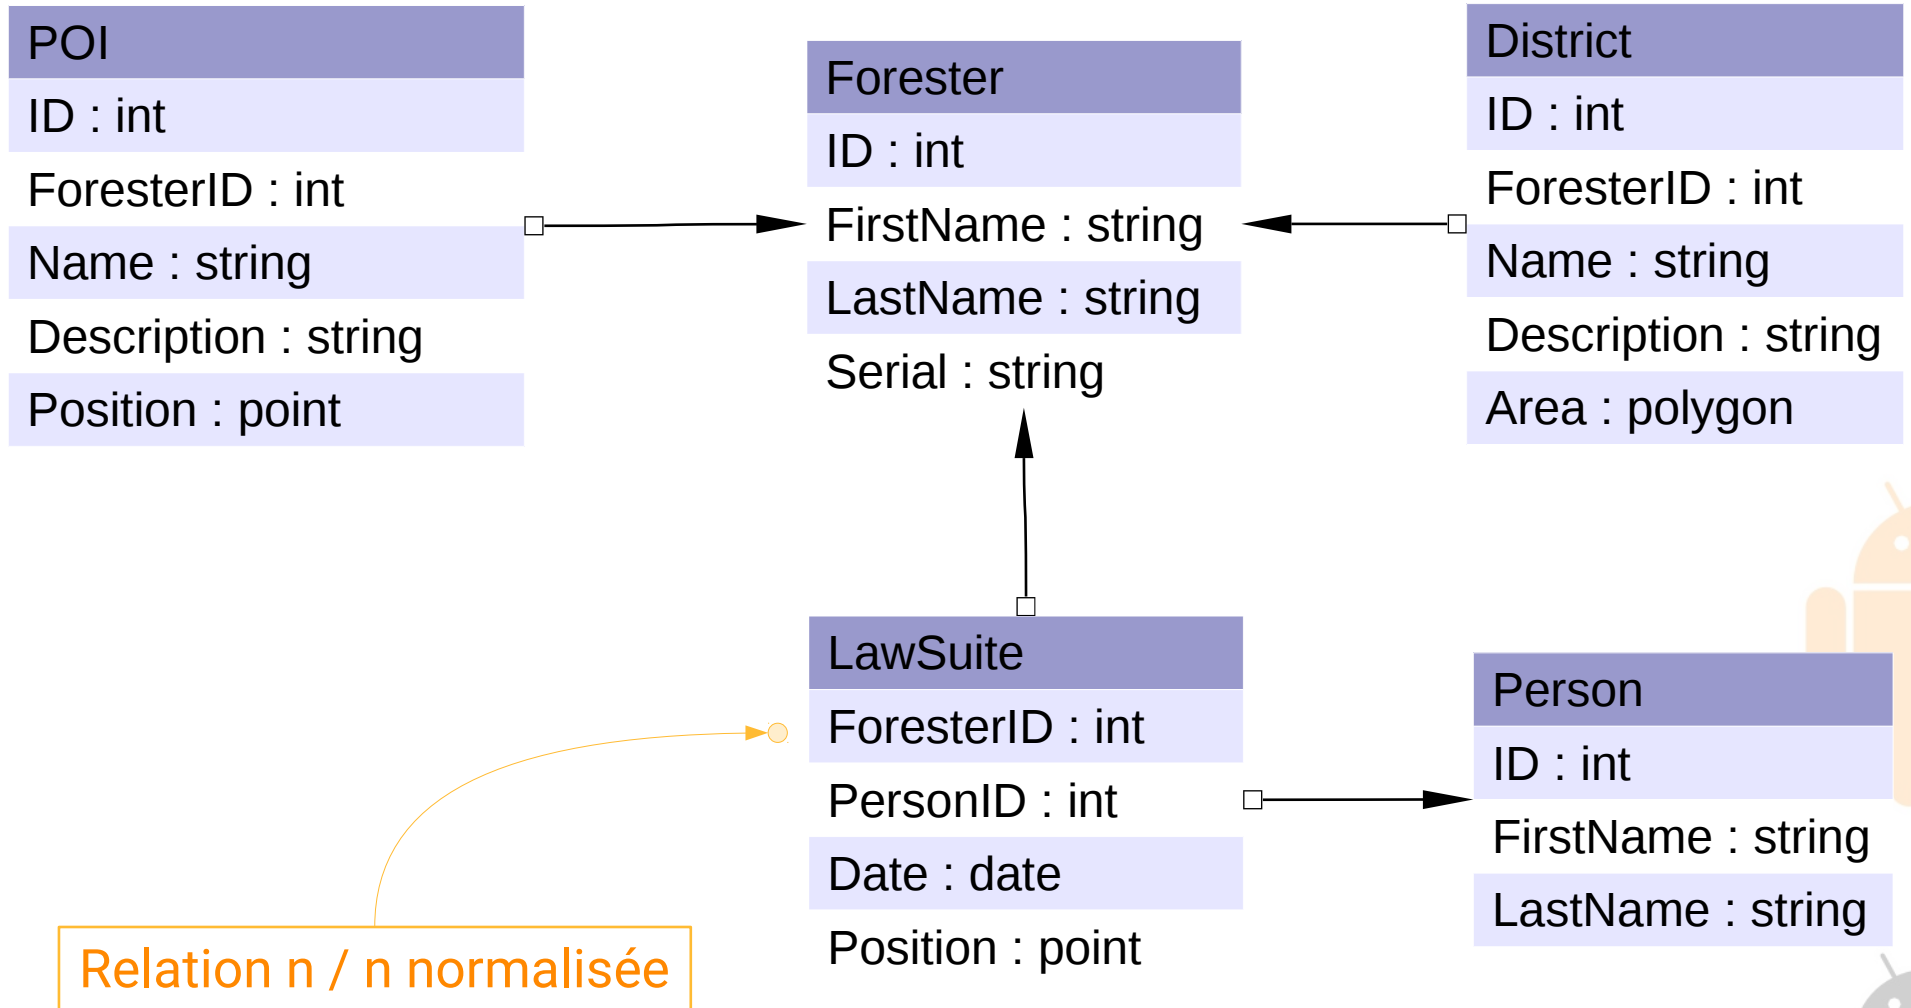 POI
ID : int
ForesterID : int
Name : string
Description : string
Position : point
Forester
ID : int
FirstName : string
LastName : string
Serial : string
District
ID : int
ForesterID : int
Name : string
Description : string
Area : polygon
LawSuite
ForesterID : int
PersonID : int
Date : date
Position : point
Person
ID : int
FirstName : string
LastName : string
Relation n / n normalisée